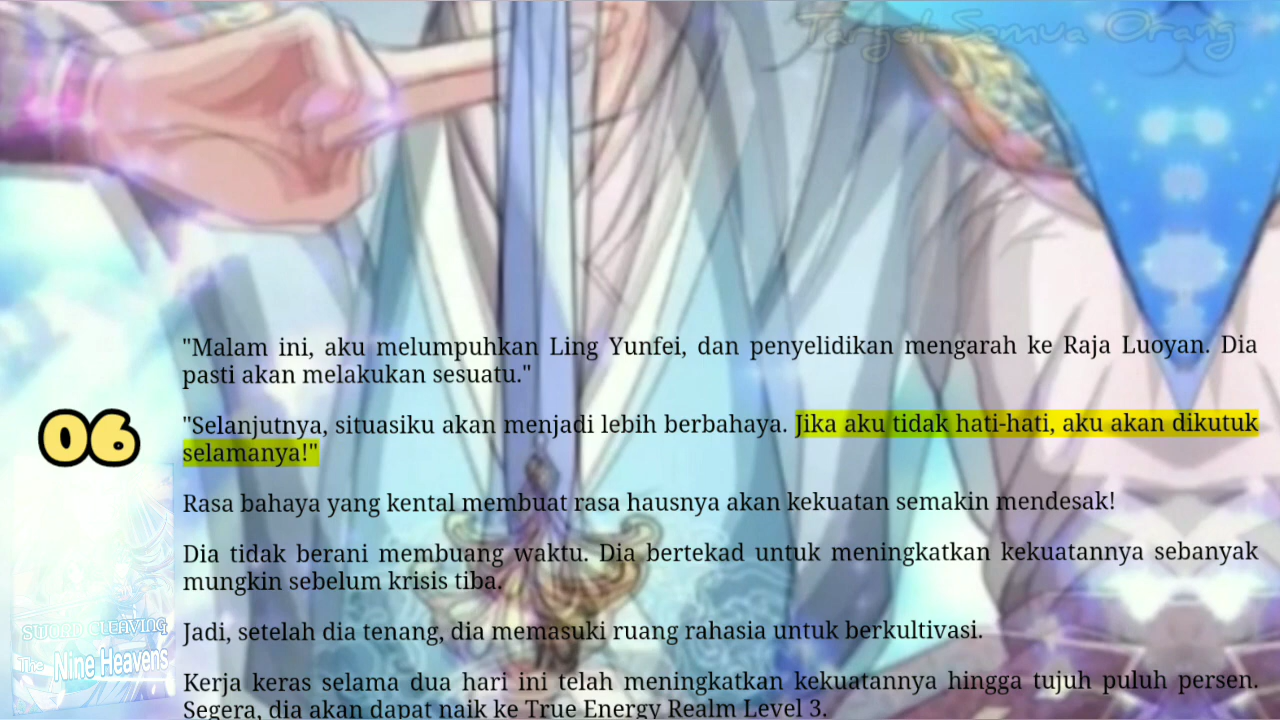 Target Semua Orang
"Malam ini, aku melumpuhkan Ling Yunfei, dan penyelidikan mengarah ke Raja Luoyan. Dia
pasti akan melakukan sesuatu."
06
"Selanjutnya, situasiku akan menjadi lebih berbahaya. Jika aku tidak hati-hati, aku akan dikutuk
selamanya!"
Rasa bahaya yang kental membuat rasa hausnya akan kekuatan semakin mendesak!
Dia tidak berani membuang waktu. Dia bertekad untuk meningkatkan kekuatannya sebanyak
mungkin sebelum krisis tiba.
Jadi, setelah dia tenang, dia memasuki ruang rahasia untuk berkultivasi.
Kerja keras selama dua hari ini telah meningkatkan kekuatannya hingga tujuh puluh persen.
Segera, dia akan dapat naik ke True Energy Realm Level 3.
SWORD CLEAVING
The Nine Heavens